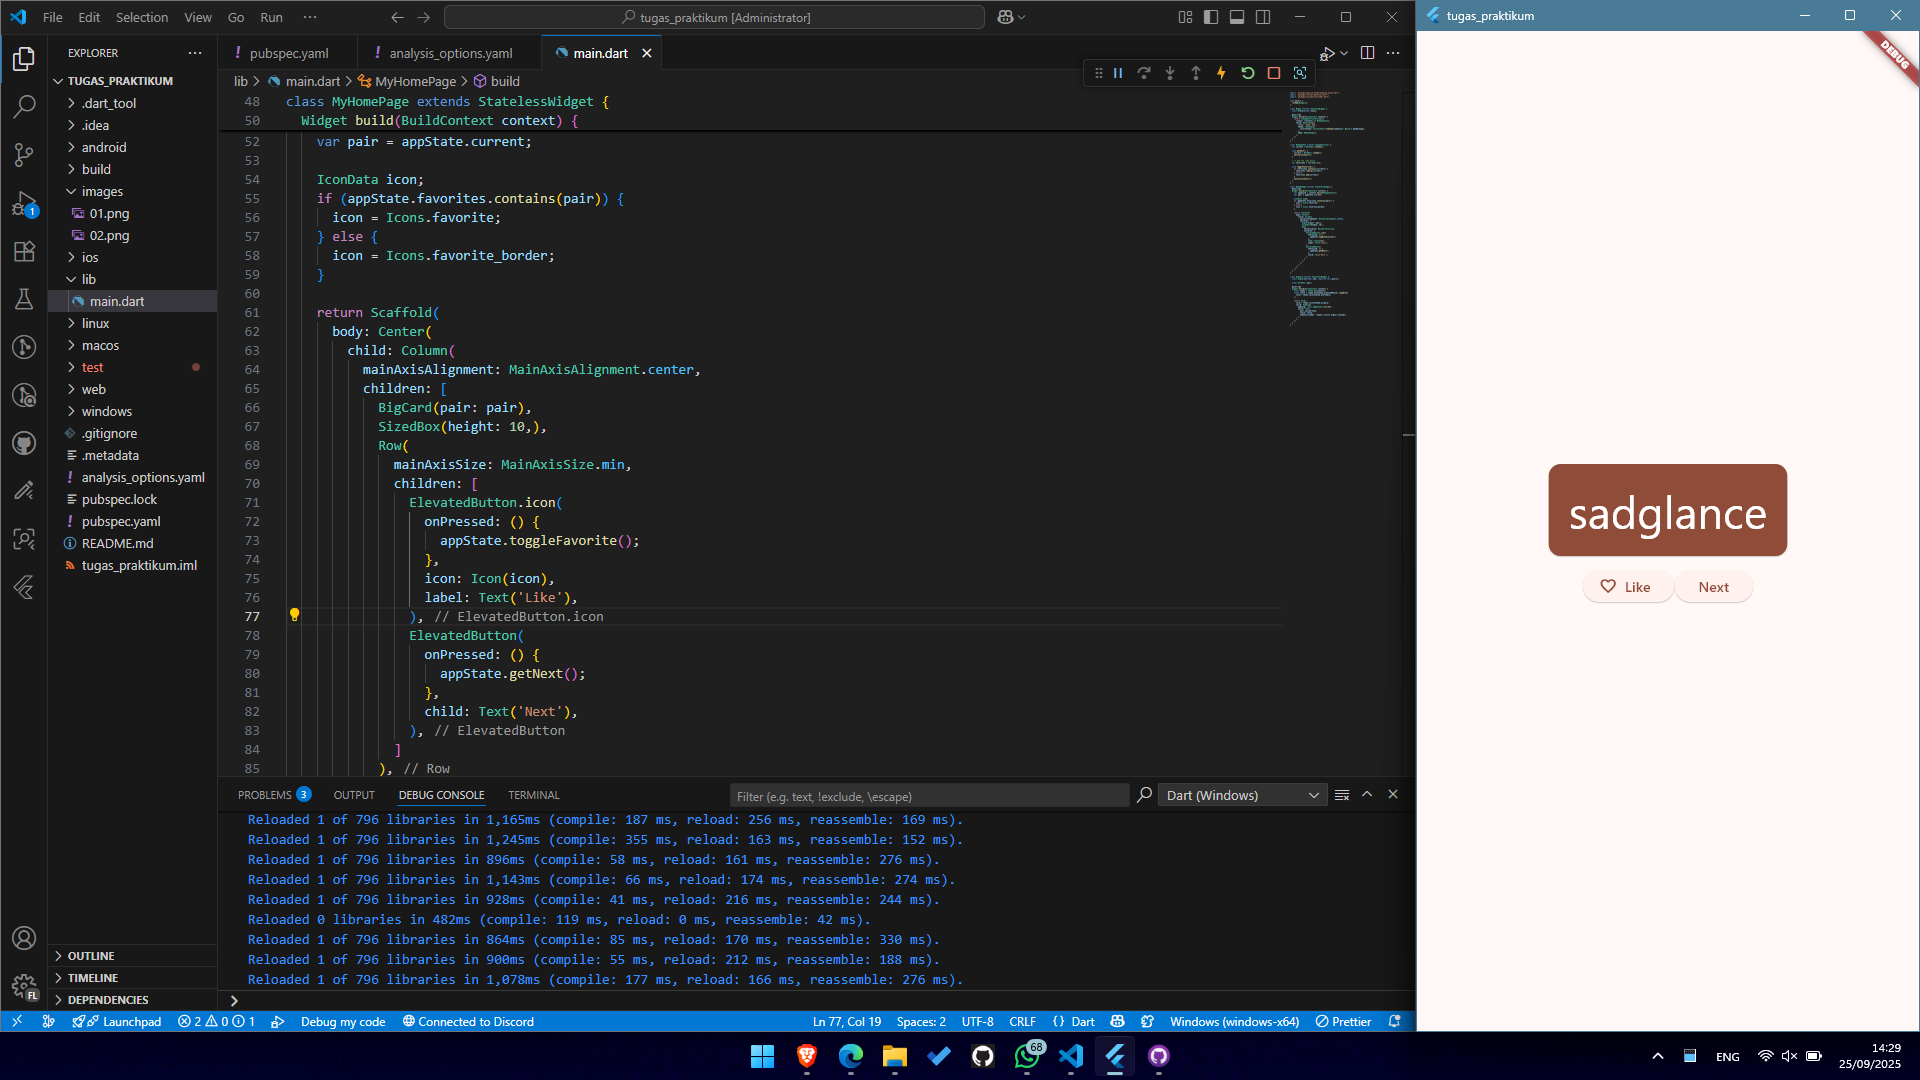 File Edit Selection View Go Run ···
tugas_praktikum [Administrator]
EXPLORER
TUGAS_PRAKTIKUM
.dart_tool
.idea
android
build
images
01.png
02.png
ios
lib
main.dart
linux
macos
test
web
windows
.gitignore
.metadata
analysis_options.yaml
pubspec.lock
pubspec.yaml
README.md
tugas_praktikum.iml
OUTLINE
TIMELINE
DEPENDENCIES
1
FL
pubspec.yaml
analysis_options.yaml
main.dart
lib > main.dart > MyHomePage > build
48 class MyHomePage extends StatelessWidget {
50 Widget build(BuildContext context) {
52 var pair = appState.current;
53
54 IconData icon;
55 if (appState.favorites.contains(pair)) {
56 icon = Icons.favorite;
57 } else {
58 icon = Icons.favorite_border;
59 }
60
61 return Scaffold(
62 body: Center(
63 child: Column(
64 mainAxisAlignment: MainAxisAlignment.center,
65 children: [
66 BigCard(pair: pair),
67 SizedBox(height: 10,),
68 Row(
69 mainAxisSize: MainAxisSize.min,
70 children: [
71 ElevatedButton.icon(
72 onPressed: () {
73 appState.toggleFavorite();
74 },
75 icon: Icon(icon),
76 label: Text('Like'),
77 ), // ElevatedButton.icon
78 ElevatedButton(
79 onPressed: () {
80 appState.getNext();
81 },
82 child: Text('Next'),
83 ), // ElevatedButton
84 ]
85 ), // Row
PROBLEMS 3 OUTPUT DEBUG CONSOLE TERMINAL
Filter (e.g. text, !exclude, \escape)
Dart (Windows)
Reloaded 1 of 796 libraries in 1,165ms (compile: 187 ms, reload: 256 ms, reassemble: 169 ms).
Reloaded 1 of 796 libraries in 1,245ms (compile: 355 ms, reload: 163 ms, reassemble: 152 ms).
Reloaded 1 of 796 libraries in 896ms (compile: 58 ms, reload: 161 ms, reassemble: 276 ms).
Reloaded 1 of 796 libraries in 1,143ms (compile: 66 ms, reload: 174 ms, reassemble: 274 ms).
Reloaded 1 of 796 libraries in 928ms (compile: 41 ms, reload: 216 ms, reassemble: 244 ms).
Reloaded 0 libraries in 482ms (compile: 119 ms, reload: 0 ms, reassemble: 42 ms).
Reloaded 1 of 796 libraries in 864ms (compile: 85 ms, reload: 170 ms, reassemble: 330 ms).
Reloaded 1 of 796 libraries in 900ms (compile: 55 ms, reload: 212 ms, reassemble: 188 ms).
Reloaded 1 of 796 libraries in 1,078ms (compile: 177 ms, reload: 166 ms, reassemble: 276 ms).
Launchpad 2 0 1 Debug my code Connected to Discord
Ln 77, Col 19 Spaces: 2 UTF-8 CRLF {} Dart Windows (windows-x64) Prettier
tugas_praktikum
DEBUG
sadglance
Like Next
68
ENG
14:29
25/09/2025